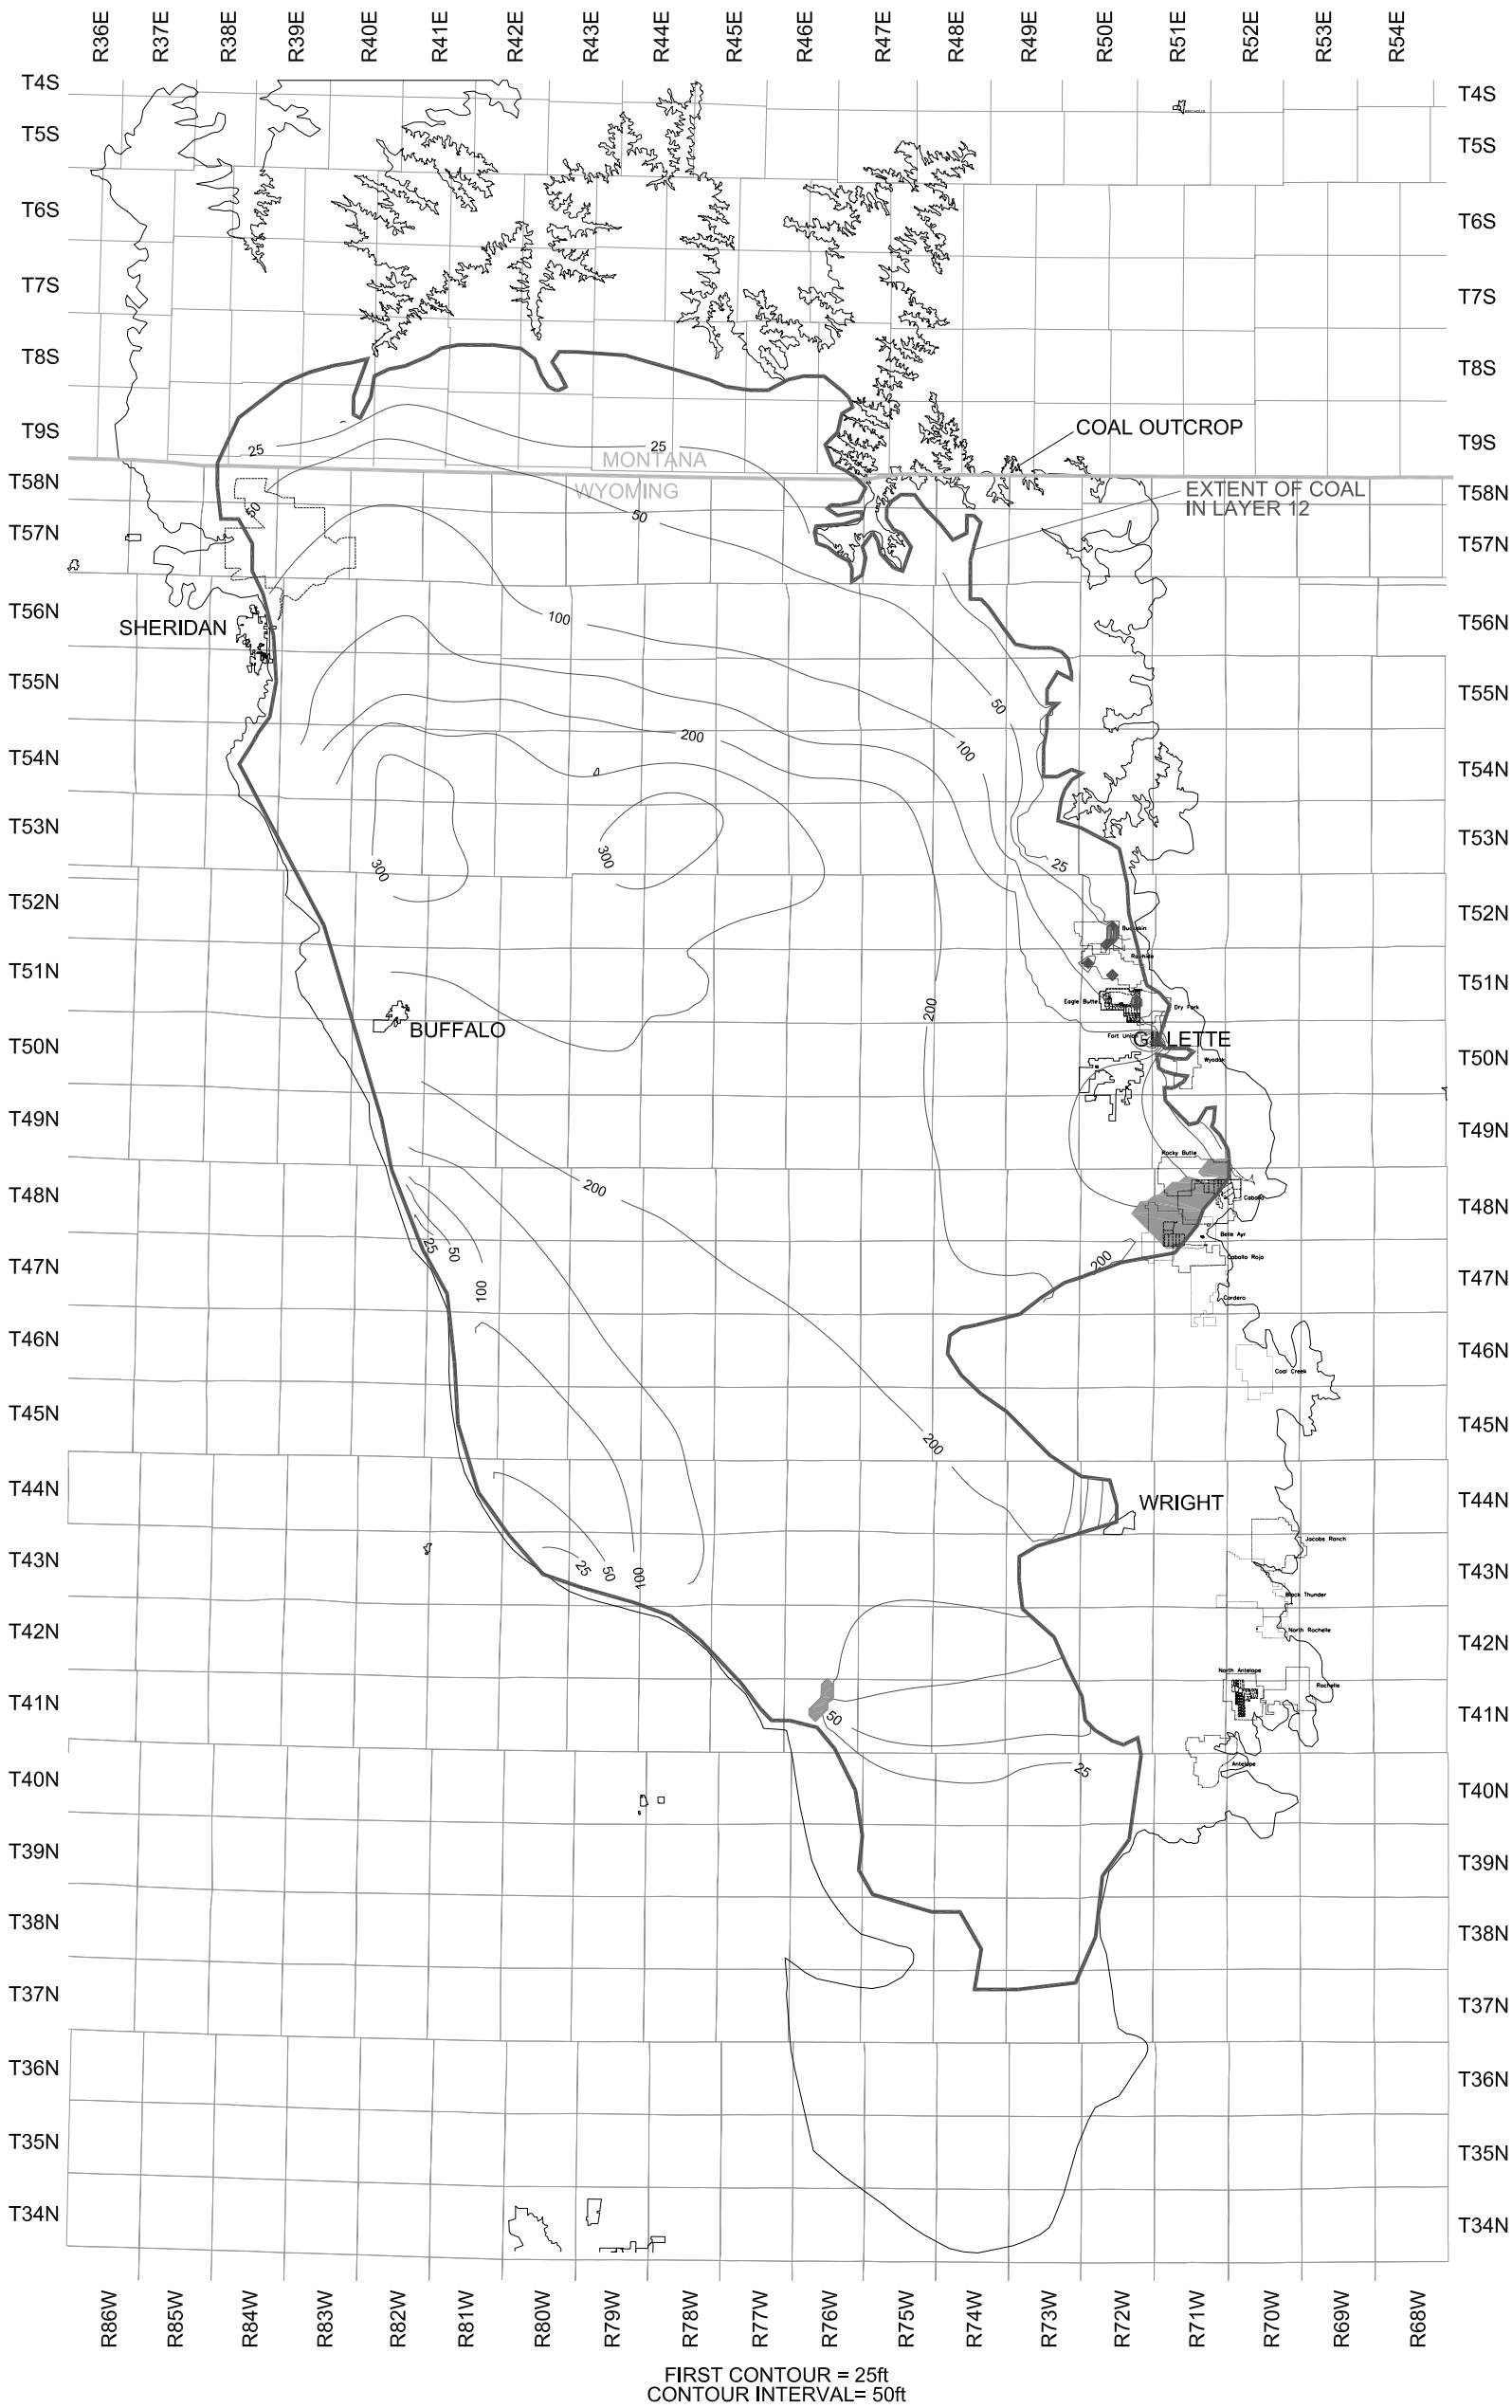 R36E R37E R38E R39E R40E R41E R42E R43E R44E R45E R46E R47E R48E R49E R50E R51E R52E R53E R54E
T4S T4S
T5S T5S
T6S T6S
T7S T7S
T8S T8S
T9S T9S
COAL OUTCROP
25 25
MONTANA
WYOMING
T58N T58N
EXTENT OF COAL
IN LAYER 12
50 50
T57N T57N
T56N T56N
100
SHERIDAN
T55N T55N
50
200 100
T54N T54N
T53N T53N
300 300 25
T52N T52N
Buckskin
Rawhide
T51N T51N
Eagle Butte
Dry Fork
200
BUFFALO
Fort Union
GILLETTE
T50N T50N
Wyodak
T49N T49N
Rocky Butte
200
T48N T48N
Caballo
25 50
Belle Ayr
200
Caballo Rojo
T47N T47N
100
Cordero
T46N T46N
Coal Creek
T45N T45N
200
T44N T44N
WRIGHT
Jacobs Ranch
T43N T43N
25 50 100
Black Thunder
North Rochelle
T42N T42N
North Antelope
Rochelle
T41N T41N
50
Antelope
25
T40N T40N
T39N T39N
T38N T38N
T37N T37N
T36N T36N
T35N T35N
T34N T34N
R86W R85W R84W R83W R82W R81W R80W R79W R78W R77W R76W R75W R74W R73W R72W R71W R70W R69W R68W
FIRST CONTOUR = 25ft
CONTOUR INTERVAL= 50ft